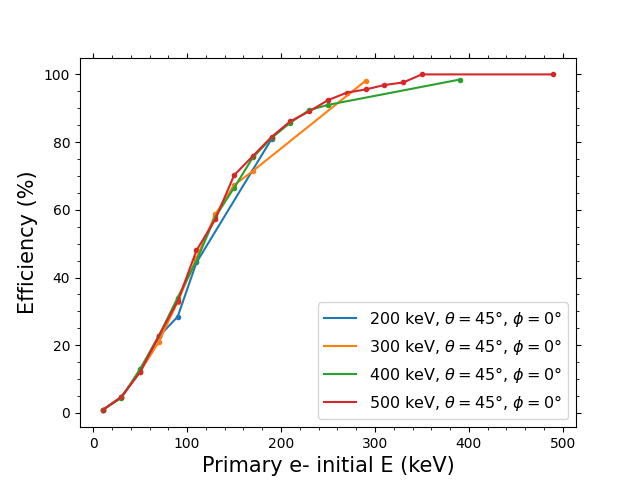 100
80
60
40
20
0
Efficiency (%)
0 100 200 300 400 500
Primary e- initial E (keV)
200 keV, θ = 45°, ϕ = 0°
300 keV, θ = 45°, ϕ = 0°
400 keV, θ = 45°, ϕ = 0°
500 keV, θ = 45°, ϕ = 0°